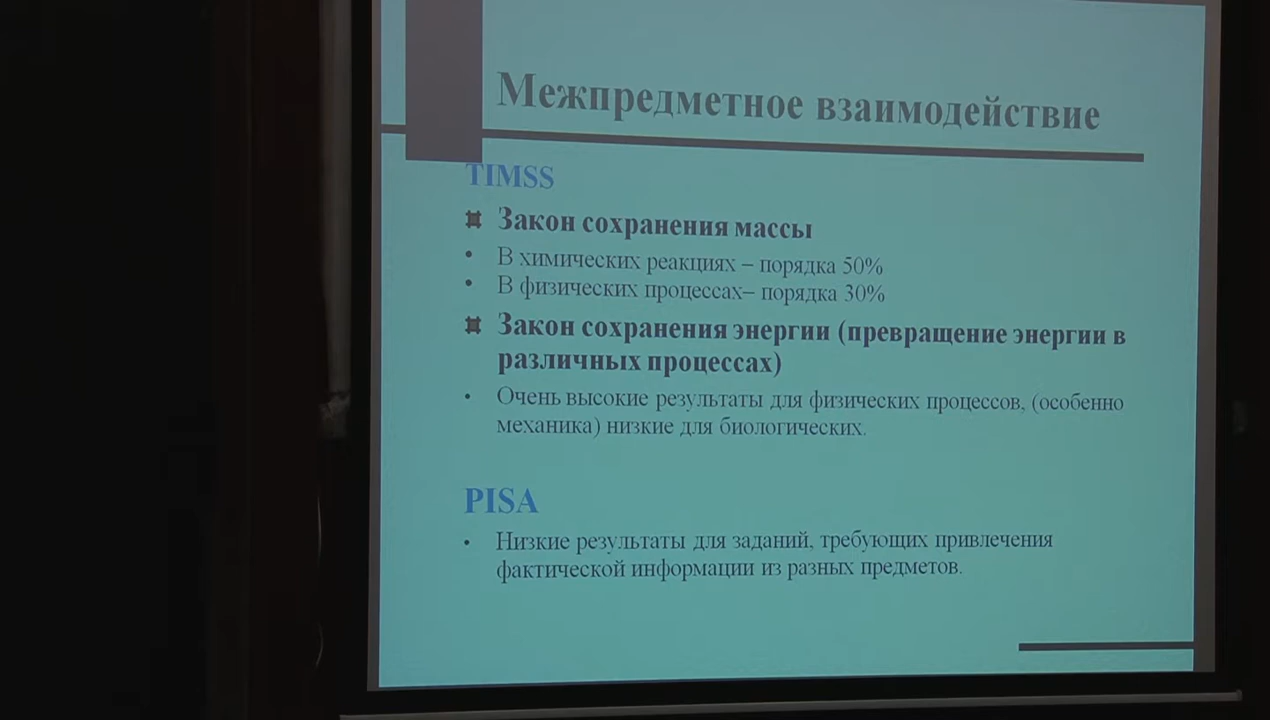 Межпредметное взаимодействие
TIMSS
Закон сохранения массы
• В химических реакциях – порядка 50%
• В физических процессах– порядка 30%
Закон сохранения энергии (превращение энергии в
различных процессах)
• Очень высокие результаты для физических процессов, (особенно
механика) низкие для биологических.
PISA
• Низкие результаты для заданий, требующих привлечения
фактической информации из разных предметов.